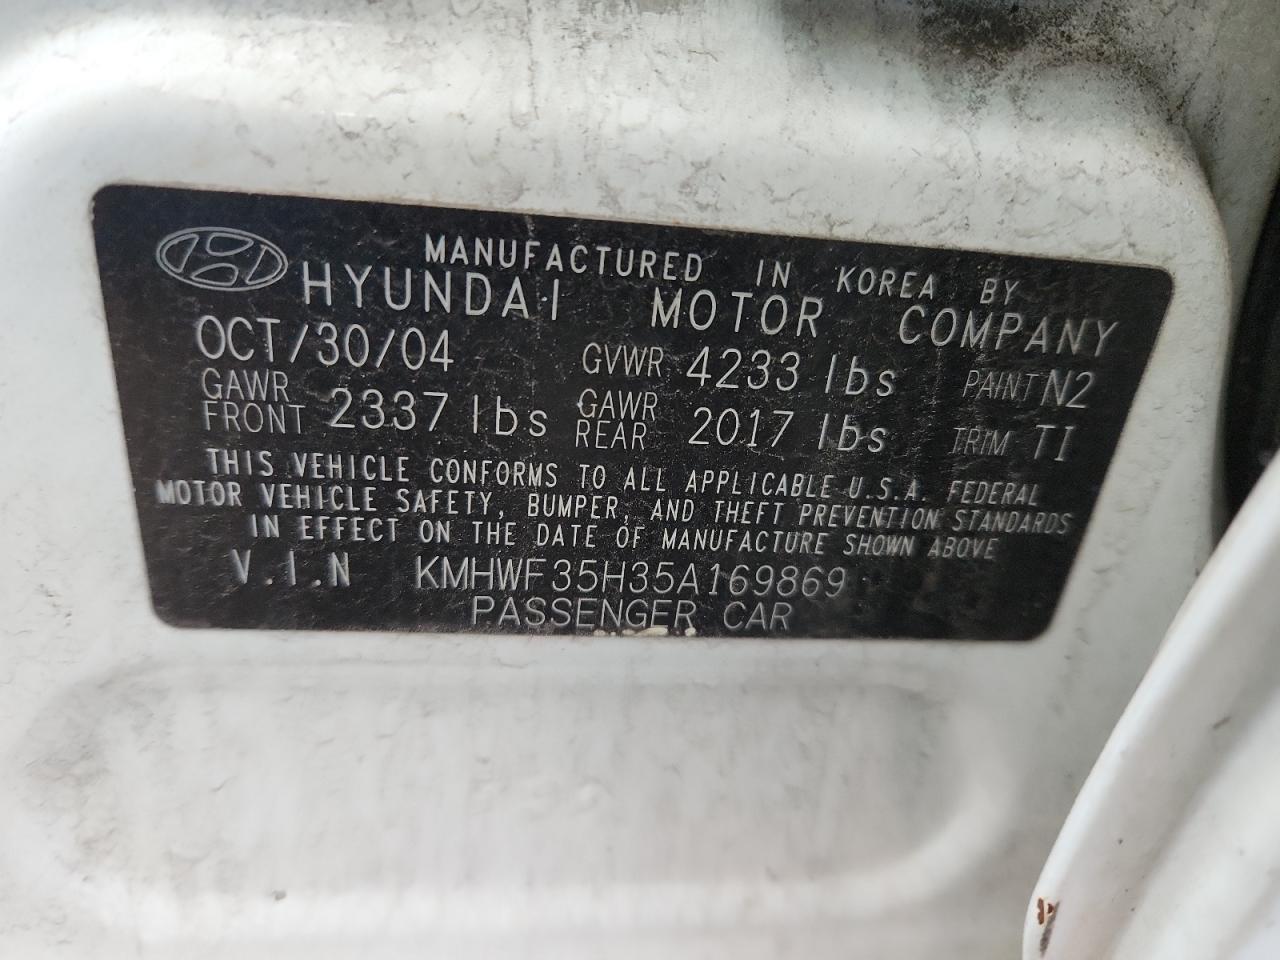 MANUFACTURED IN KOREA BY
HYUNDAI MOTOR COMPANY
OCT/30/04 GVWR 4233 lbs PAINT N2
GAWR FRONT 2337 lbs GAWR REAR 2017 lbs TRIM TI
THIS VEHICLE CONFORMS TO ALL APPLICABLE U.S.A. FEDERAL
MOTOR VEHICLE SAFETY, BUMPER, AND THEFT PREVENTION STANDARDS
IN EFFECT ON THE DATE OF MANUFACTURE SHOWN ABOVE
V.I.N KMHWF35H35A169869
PASSENGER CAR